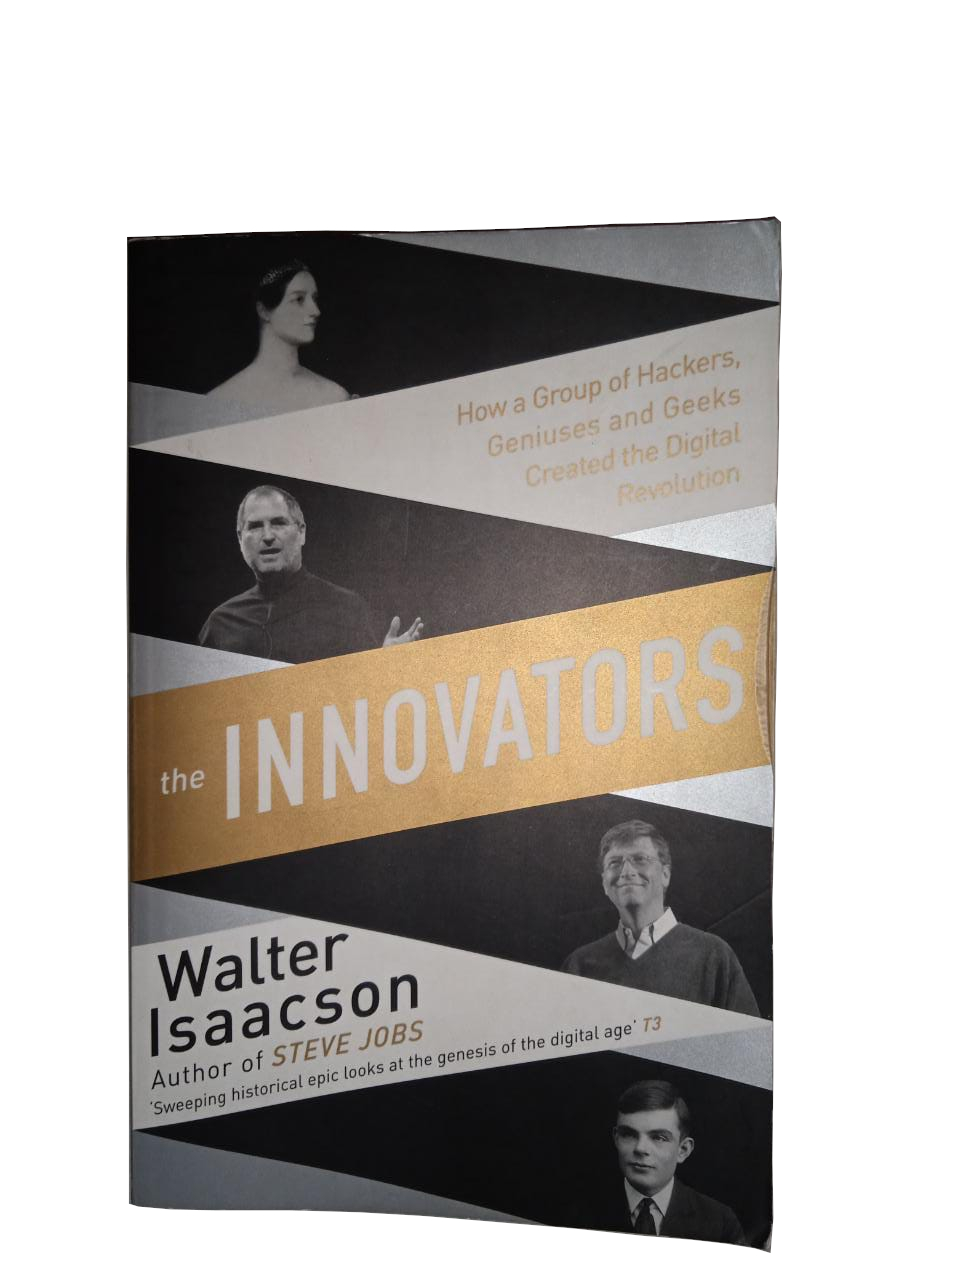 How a Group of Hackers,
Geniuses and Geeks
Created the Digital
Revolution
the INNOVATORS
Walter
Isaacson
Author of STEVE JOBS
'Sweeping historical epic looks at the genesis of the digital age' T3